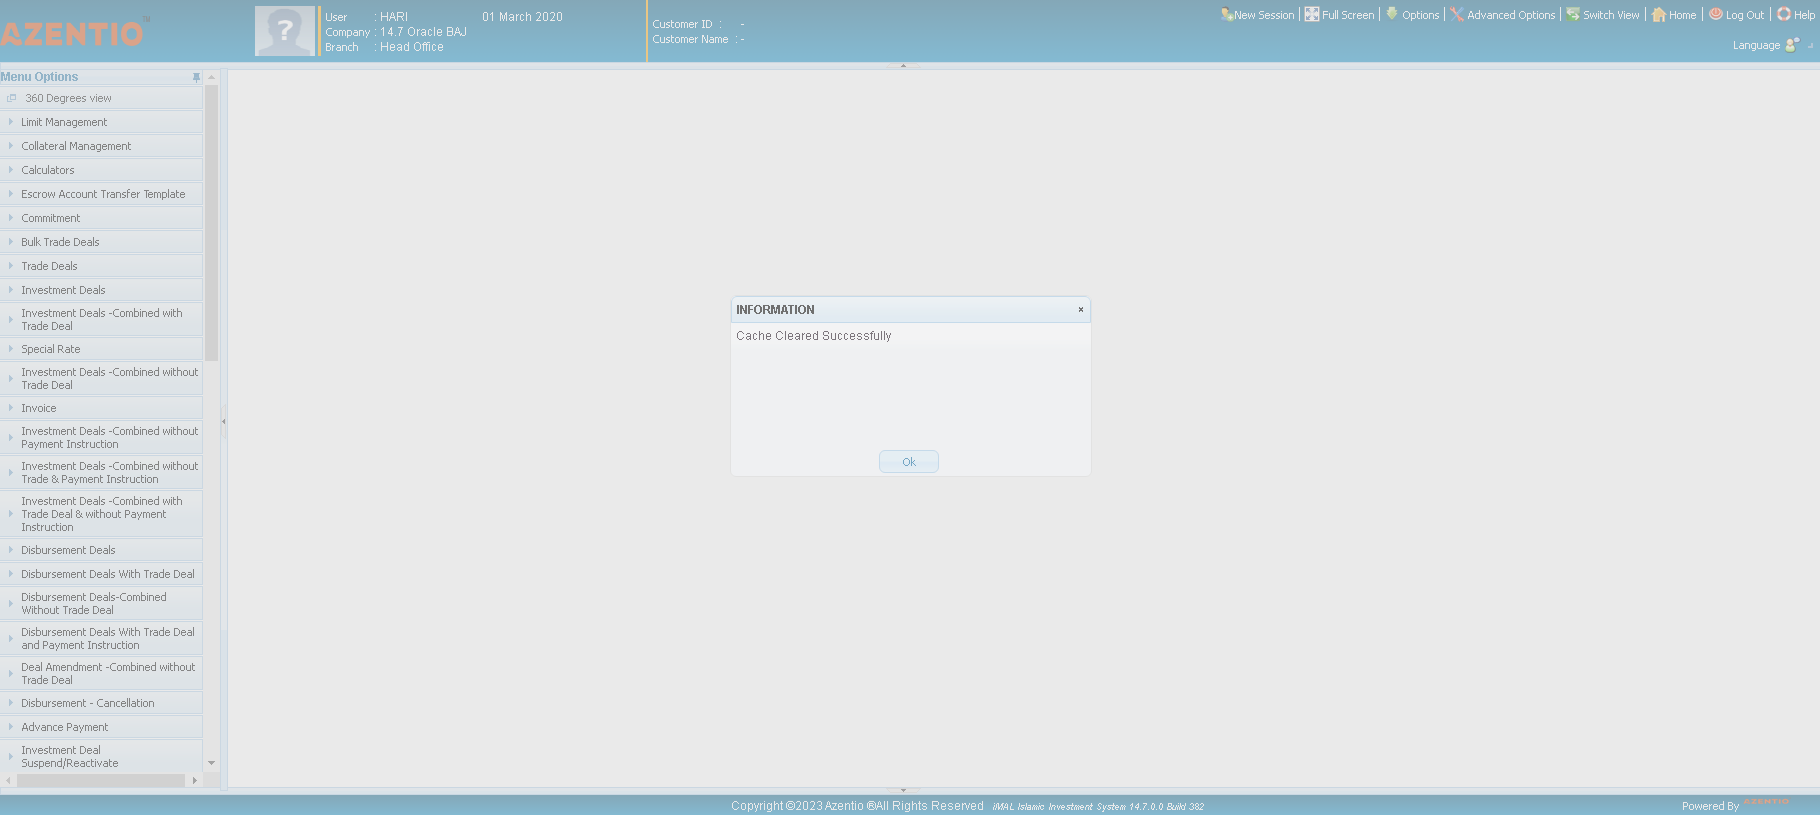 AZENTIO™
User : HARI 01 March 2020
Company : 14.7 Oracle BAJ
Branch : Head Office
Customer ID : -
Customer Name : -
New Session Full Screen Options Advanced Options Switch View Home Log Out Help
Language
Menu Options
360 Degrees view
Limit Management
Collateral Management
Calculators
Escrow Account Transfer Template
Commitment
Bulk Trade Deals
Trade Deals
Investment Deals
Investment Deals -Combined with
Trade Deal
Special Rate
Investment Deals -Combined without
Trade Deal
Invoice
Investment Deals -Combined without
Payment Instruction
Investment Deals -Combined without
Trade & Payment Instruction
Investment Deals -Combined with
Trade Deal & without Payment
Instruction
Disbursement Deals
Disbursement Deals With Trade Deal
Disbursement Deals-Combined
Without Trade Deal
Disbursement Deals With Trade Deal
and Payment Instruction
Deal Amendment -Combined without
Trade Deal
Disbursement - Cancellation
Advance Payment
Investment Deal
Suspend/Reactivate
INFORMATION
Cache Cleared Successfully
Ok
Copyright ©2023 Azentio ®All Rights Reserved iMAL Islamic Investment System 14.7.0.0 Build 382
Powered By AZENTIO